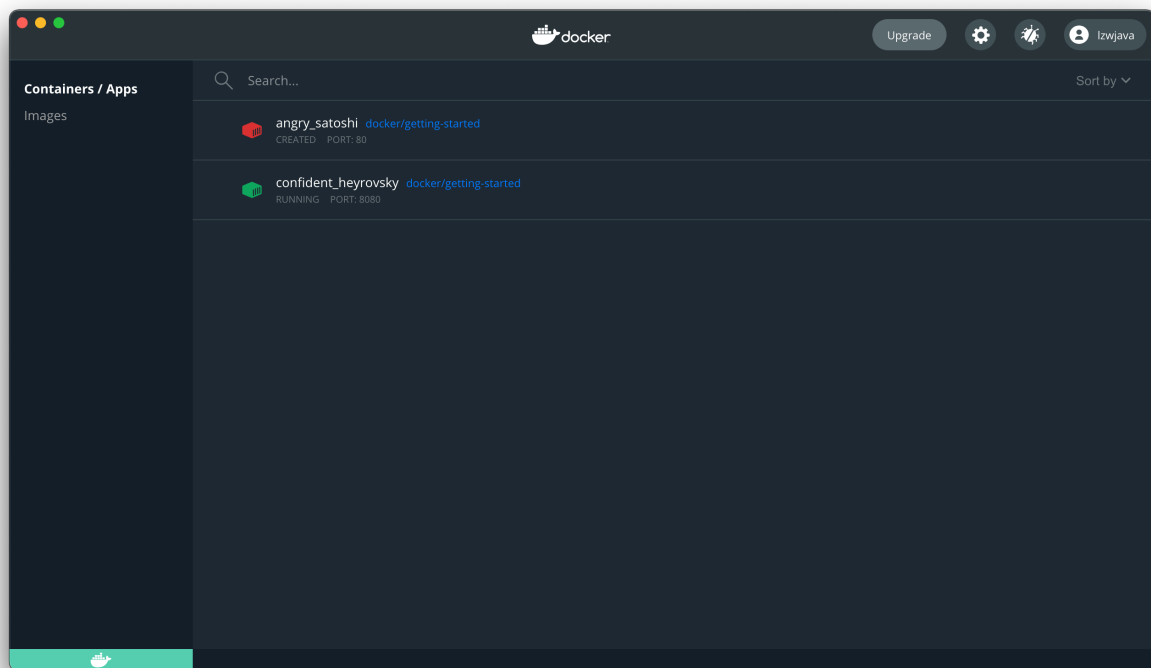 docker
Upgrade
lzwjava
Containers / Apps
Images
Search...
Sort by
angry_satoshi docker/getting-started
CREATED PORT: 80
confident_heyrovsky docker/getting-started
RUNNING PORT: 8080